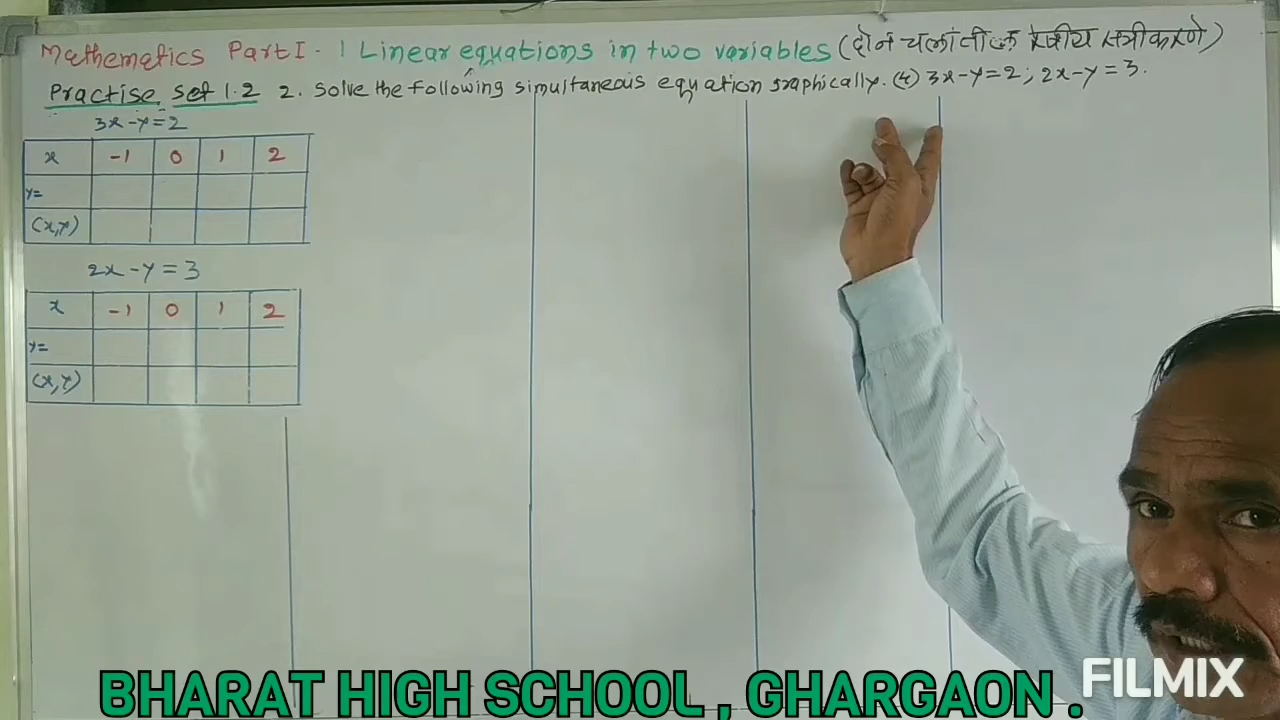 Mathematics Part I - 1 Linear equations in two variables (दोन चलांतील रेषीय समीकरणे)
Practise set 1.2 2. Solve the following simultaneous equation graphically. (4) 3x-y=2; 2x-y=3.
3x-y=2
x -1 0 1 2
y=
(x,y)
2x-y=3
x -1 0 1 2
y=
(x,y)
BHARAT HIGH SCHOOL , GHARGAON .
FILMIX